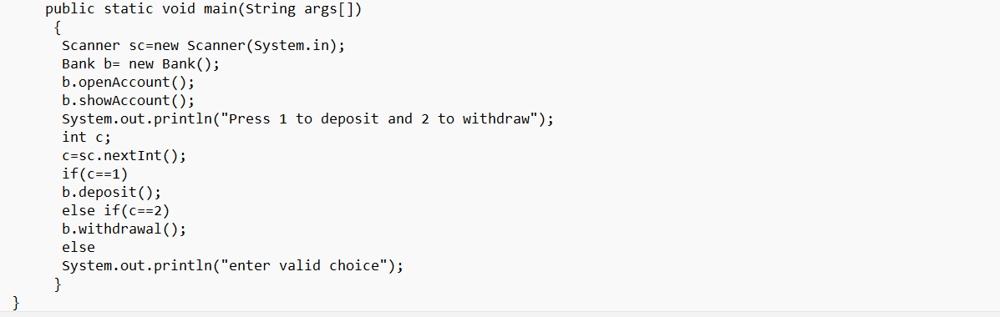 public static void main(String args[])
{
Scanner sc=new Scanner(System.in);
Bank b= new Bank();
b.openAccount();
b.showAccount();
System.out.println("Press 1 to deposit and 2 to withdraw");
int c;
c=sc.nextInt();
if(c==1)
b.deposit();
else if(c==2)
b.withdrawal();
else
System.out.println("enter valid choice");
}
}